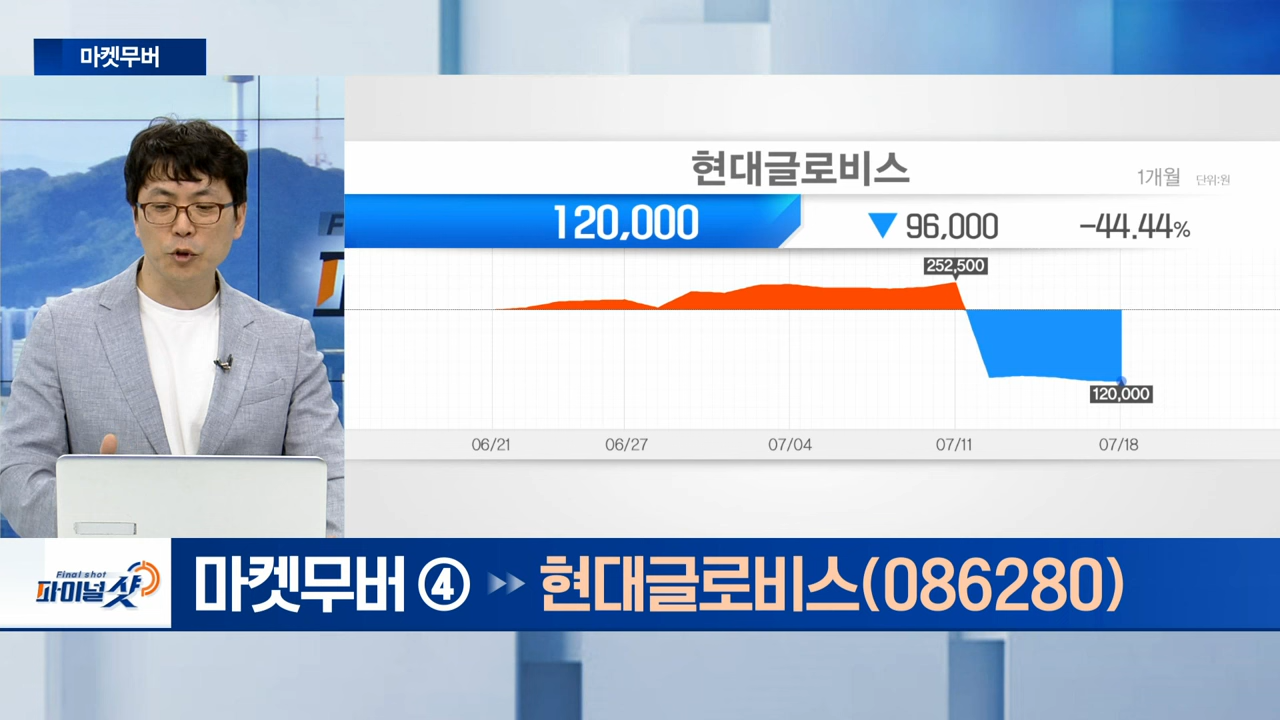 마켓무버
현대글로비스
1개월 단위:원
120,000 ▼ 96,000 -44.44%
252,500
120,000
06/21 06/27 07/04 07/11 07/18
Final shot
파이널샷
마켓무버 ④ 현대글로비스(086280)